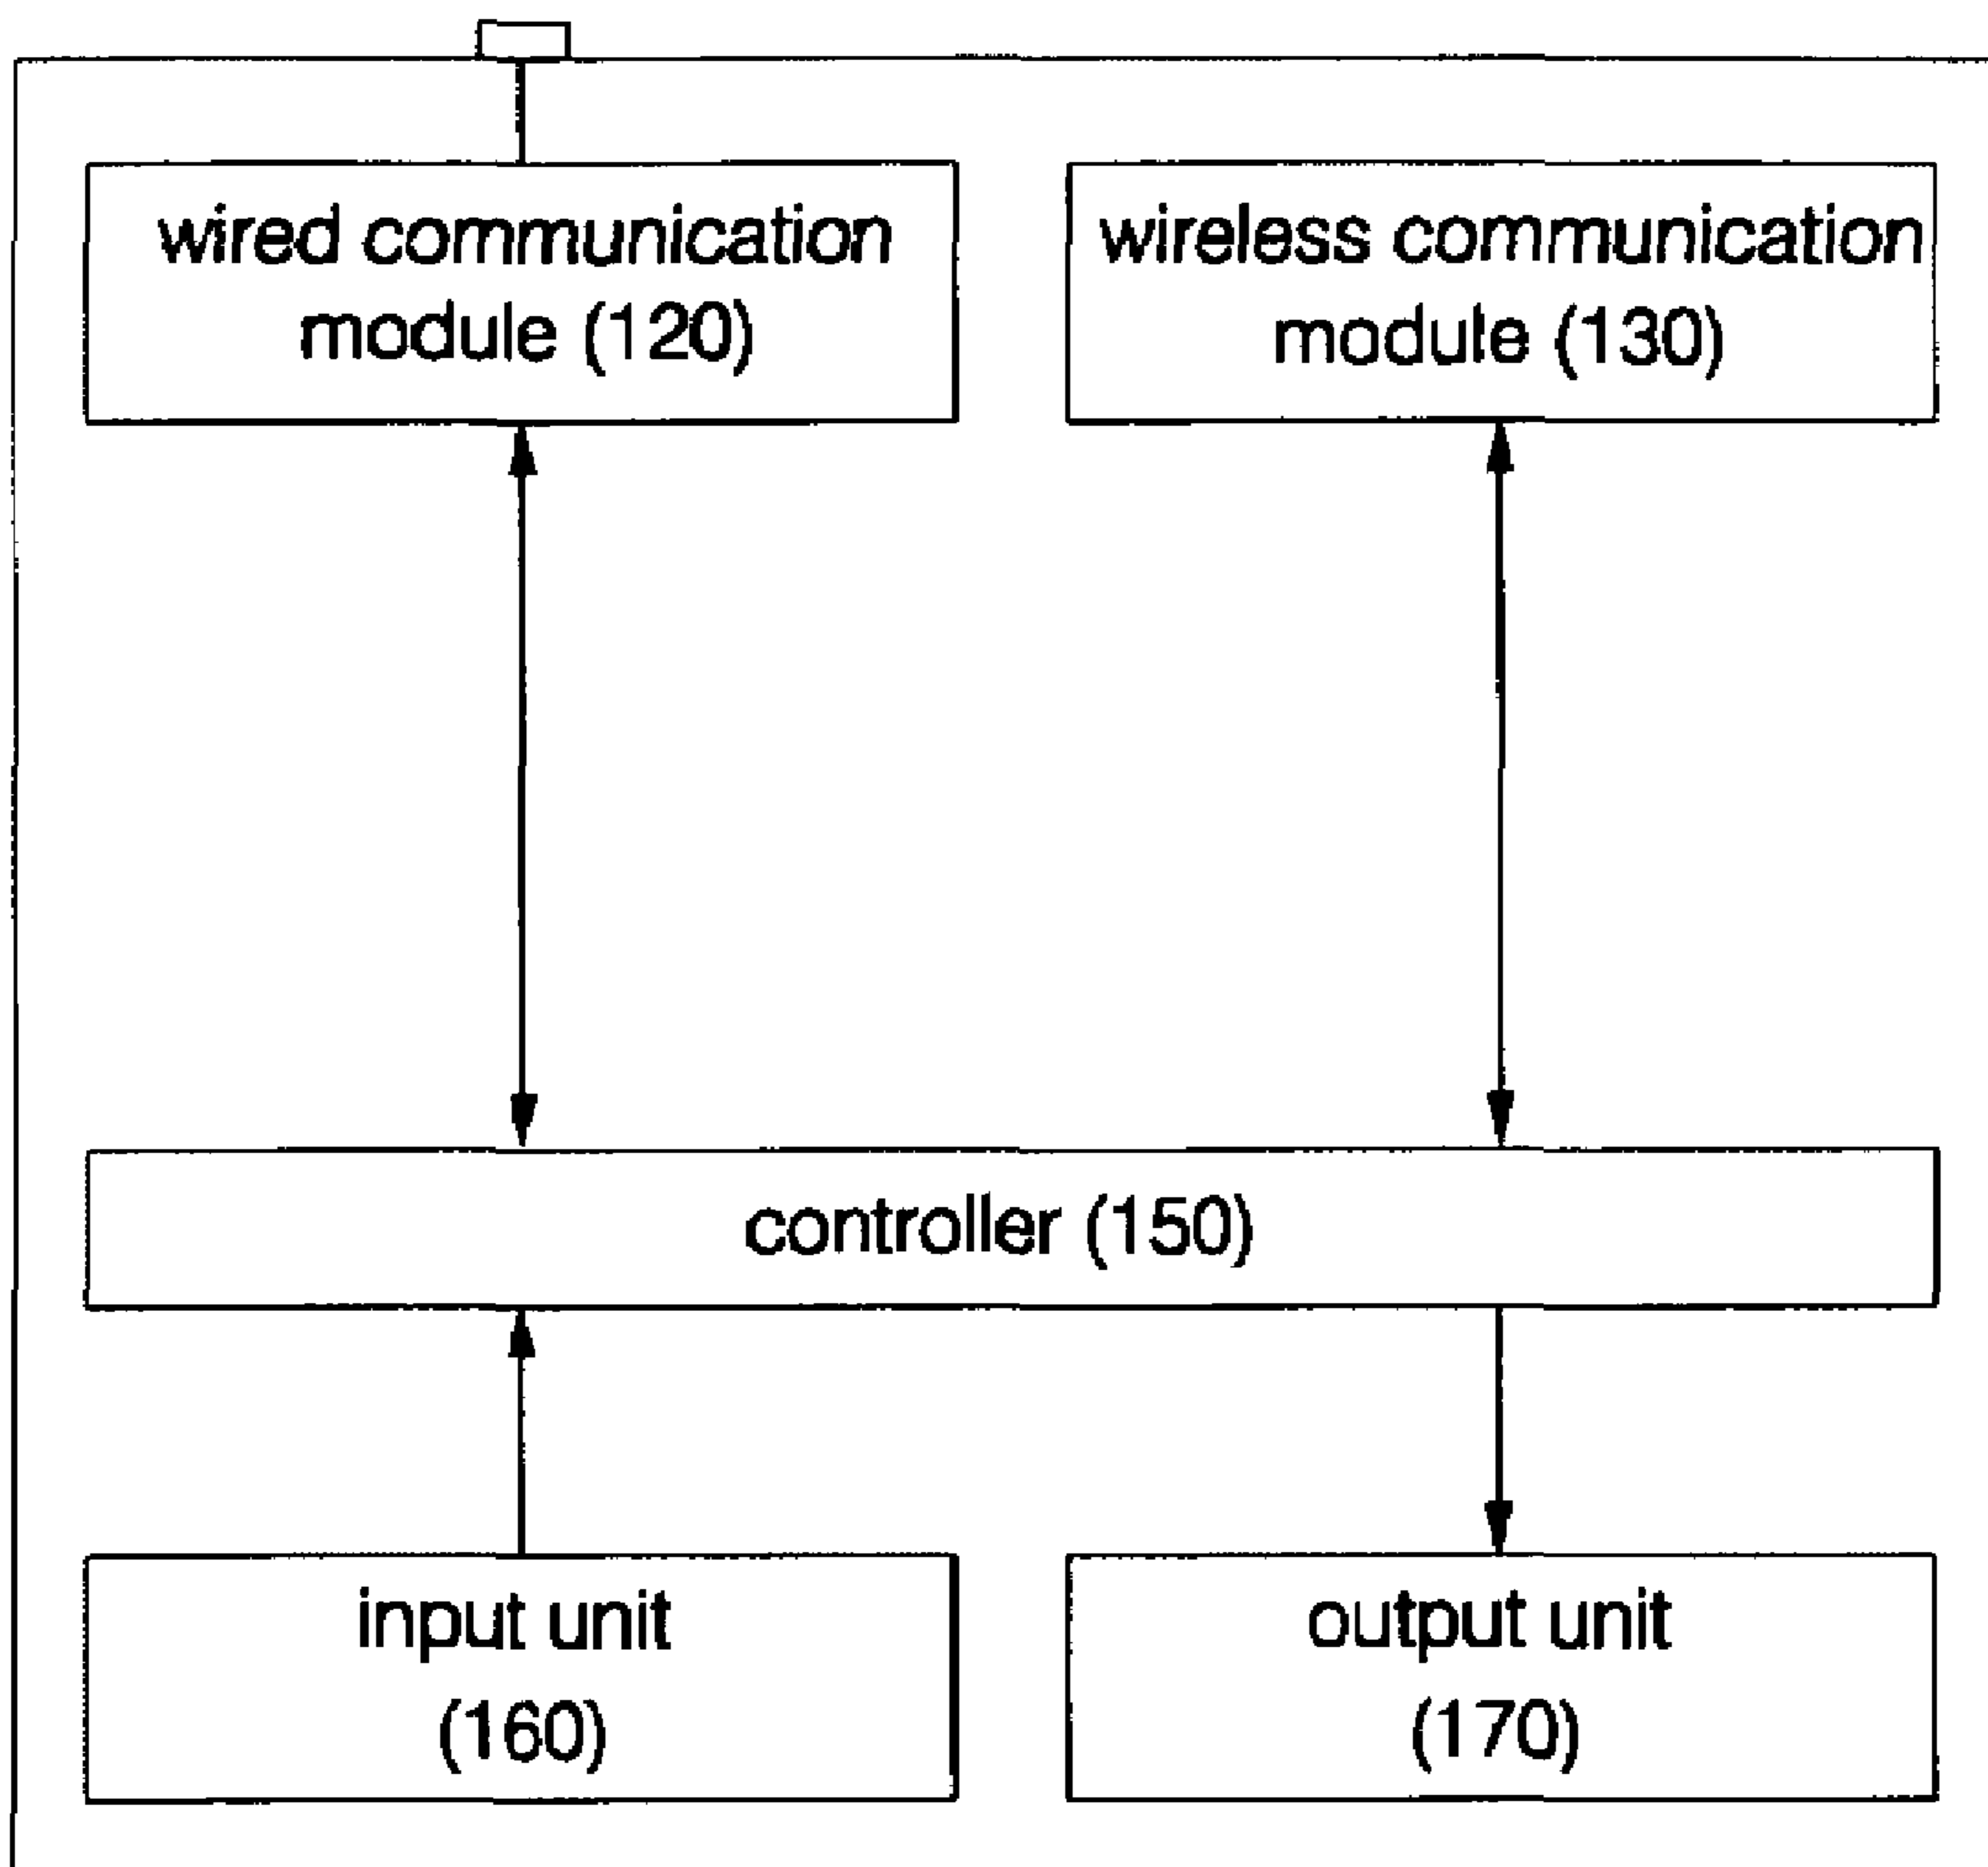 wired communication
module (120)
wireless communication
module (130)
controller (150)
input unit
(160)
output unit
(170)